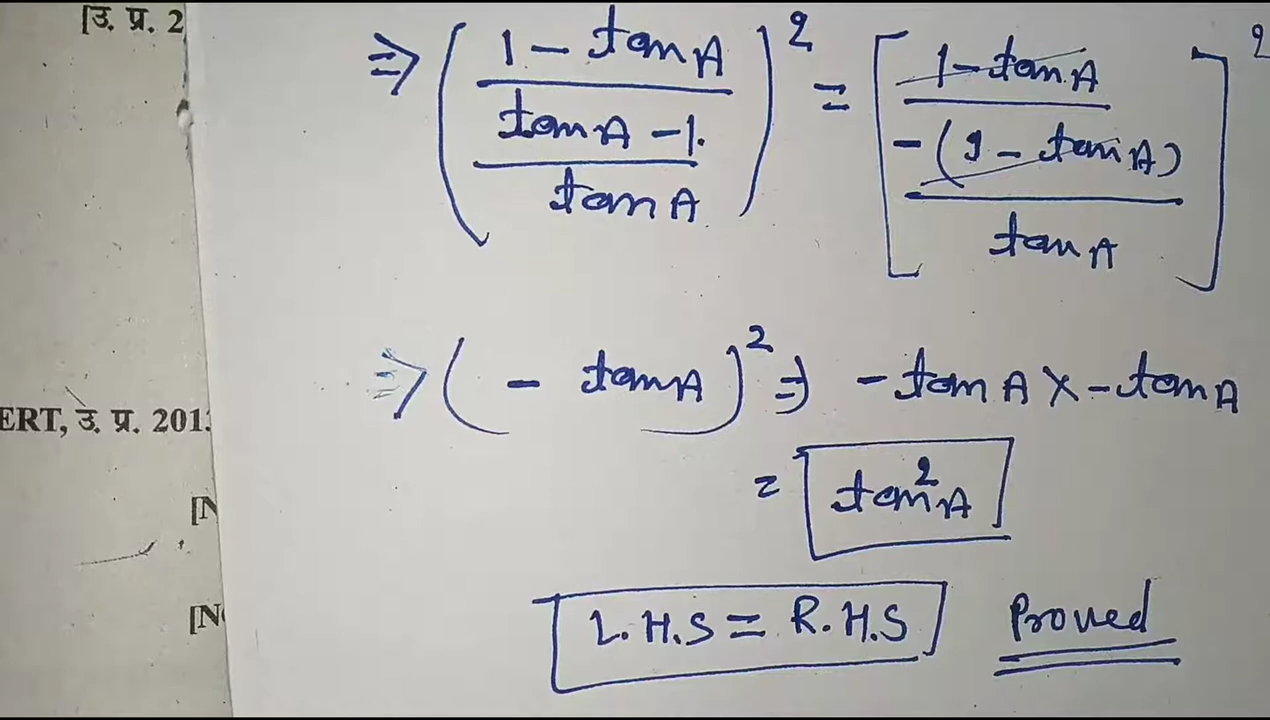 [उ. प्र. 2
⇒ ( 1 - tan A / ( tan A - 1. / tan A ) )² = [ 1 - tan A / ( -(1 - tan A) / tan A ) ]²
⇒ ( - tan A )² ⇒ - tan A × - tan A
ERT, उ. प्र. 201
= tan² A
[N
L.H.S = R.H.S Proved
[N